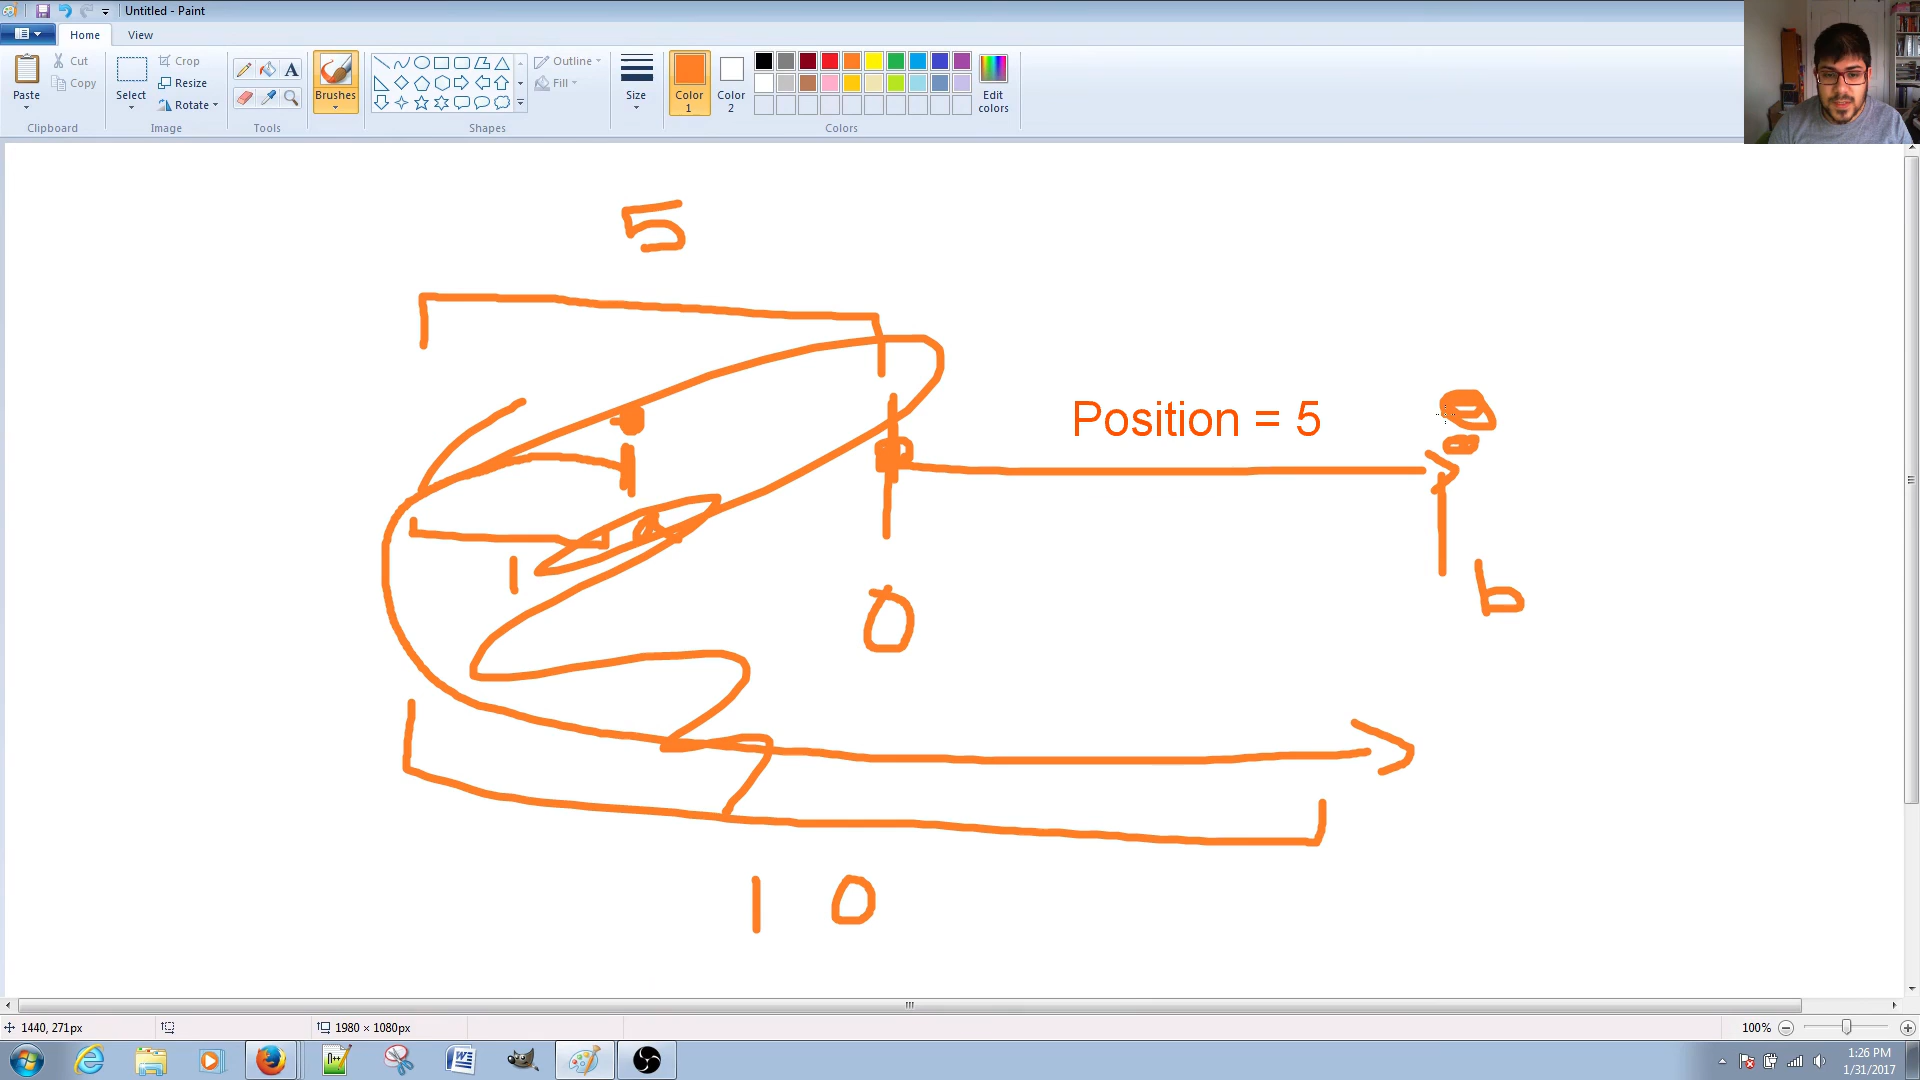 Untitled - Paint
Home
View
Paste
Cut
Copy
Clipboard
Select
Crop
Resize
Rotate
Image
Tools
Brushes
Shapes
Outline
Fill
Size
Color
1
Color
2
Edit
colors
Colors
5
Position = 5
1
0
b
1 0
1440, 271px
1980 × 1080px
100%
1:26 PM
1/31/2017